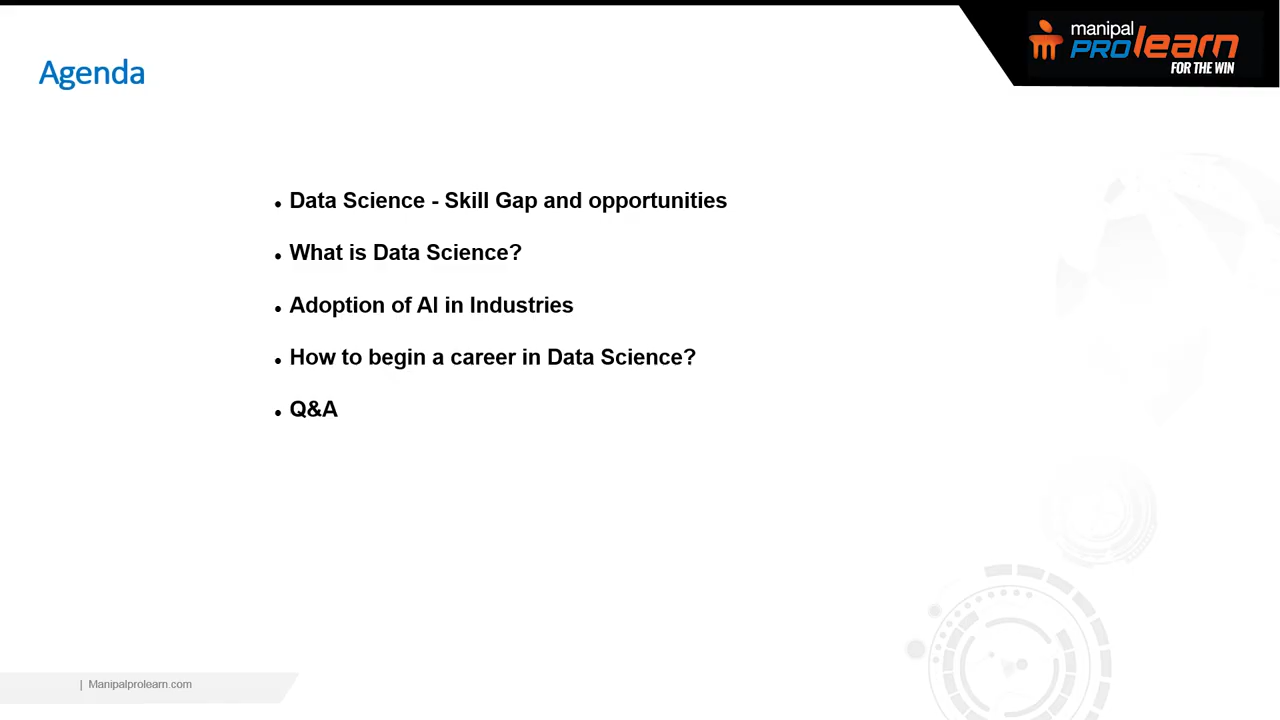 manipal
PROlearn
FOR THE WIN
Agenda
• Data Science - Skill Gap and opportunities
• What is Data Science?
• Adoption of AI in Industries
• How to begin a career in Data Science?
• Q&A
| Manipalprolearn.com